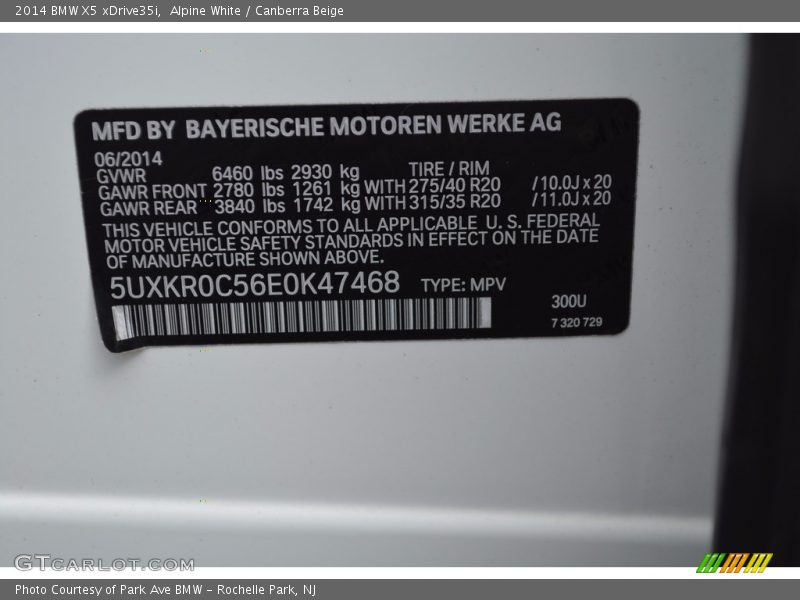 2014 BMW X5 xDrive35i,  Alpine White / Canberra Beige
MFD BY BAYERISCHE MOTOREN WERKE AG
06/2014
GVWR 6460 lbs 2930 kg TIRE / RIM
GAWR FRONT 2780 lbs 1261 kg WITH 275/40 R20 /10.0J x 20
GAWR REAR 3840 lbs 1742 kg WITH 315/35 R20 /11.0J x 20
THIS VEHICLE CONFORMS TO ALL APPLICABLE U. S. FEDERAL
MOTOR VEHICLE SAFETY STANDARDS IN EFFECT ON THE DATE
OF MANUFACTURE SHOWN ABOVE.
5UXKR0C56E0K47468 TYPE: MPV
300U
7 320 729
GTCARLOT.COM
Photo Courtesy of Park Ave BMW - Rochelle Park, NJ